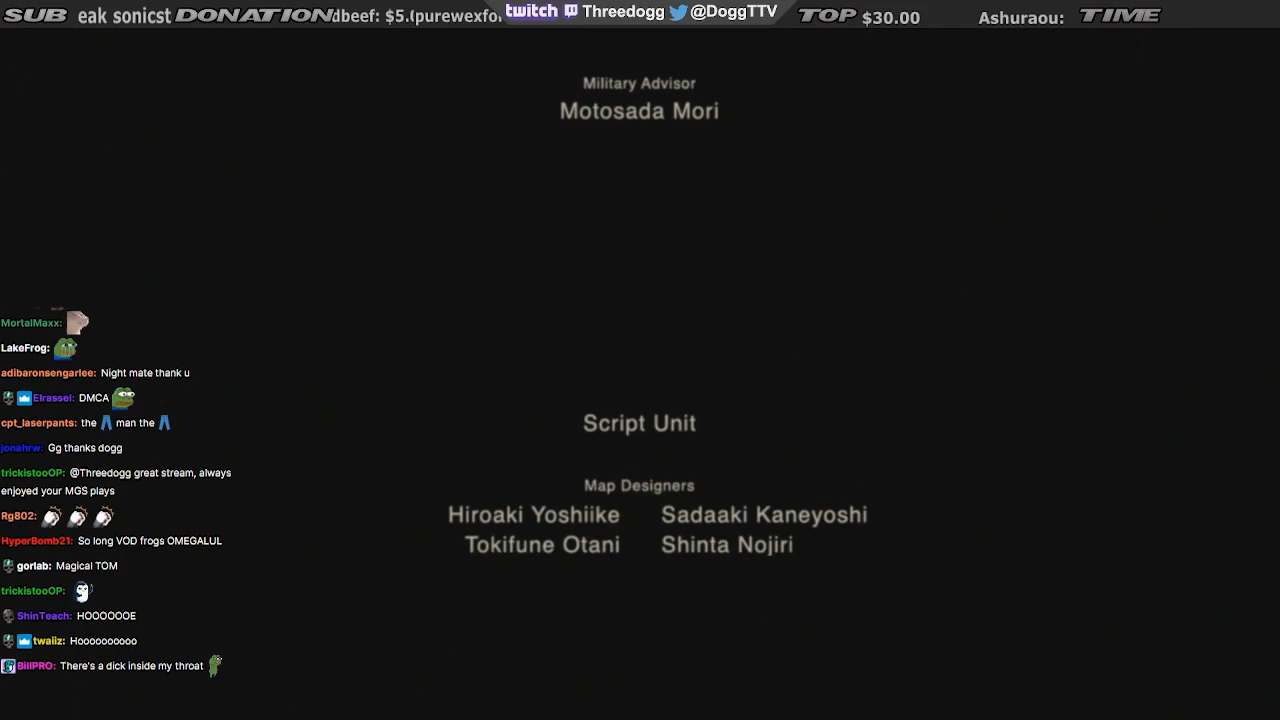 SUB eak sonicst DONATION dbeef: $5.(purewexfo twitch Threedogg @DoggTTV TOP $30.00 Ashuraou: TIME
Military Advisor
Motosada Mori
MortalMaxx:
LakeFrog:
adibaronsengarlee: Night mate thank u
Elrassel: DMCA
cpt_laserpants: the man the
jonahrw: Gg thanks dogg
trickistooOP: @Threedogg great stream, always
enjoyed your MGS plays
Rg802:
HyperBomb21: So long VOD frogs OMEGALUL
gorlab: Magical TOM
trickistooOP:
ShinTeach: HOOOOOOE
twaiiz: Hoooooooooo
BillPRO: There's a dick inside my throat
Script Unit
Map Designers
Hiroaki Yoshiike Sadaaki Kaneyoshi
Tokifune Otani Shinta Nojiri